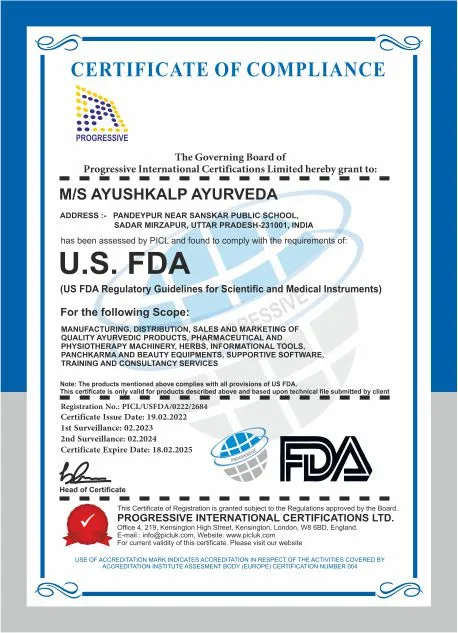 CERTIFICATE OF COMPLIANCE
PROGRESSIVE
The Governing Board of
Progressive International Certifications Limited hereby grant to:
M/S AYUSHKALP AYURVEDA
ADDRESS :- PANDEYPUR NEAR SANSKAR PUBLIC SCHOOL,
SADAR MIRZAPUR, UTTAR PRADESH-231001, INDIA
has been assessed by PICL and found to comply with the requirements of:
U.S. FDA
(US FDA Regulatory Guidelines for Scientific and Medical Instruments)
PROGRESSIVE
For the following Scope:
MANUFACTURING, DISTRIBUTION, SALES AND MARKETING OF
QUALITY AYURVEDIC PRODUCTS, PHARMACEUTICAL AND
PHYSIOTHERAPY MACHINERY, HERBS, INFORMATIONAL TOOLS,
PANCHKARMA AND BEAUTY EQUIPMENTS, SUPPORTIVE SOFTWARE,
TRAINING AND CONSULTANCY SERVICES
Note: The products mentioned above complies with all provisions of US FDA.
This certificate is only valid for products described above and based upon technical file submitted by client
Registration No.: PICL/USFDA/0222/2684
Certificate Issue Date: 19.02.2022
1st Surveillance: 02.2023
2nd Surveillance: 02.2024
Certificate Expire Date: 18.02.2025
PROGRESSIVE
FDA
Head of Certificate
This Certificate of Registration is granted subject to the Regulations approved by the Board.
PROGRESSIVE INTERNATIONAL CERTIFICATIONS LTD.
Office 4, 219, Kensington High Street, Kensington, London, W8 6BD, England.
E-mail.: info@picluk.com, Website: www.picluk.com
For current validity of this certificate. Please visit our website
USE OF ACCREDITATION MARK INDICATES ACCREDITATION IN RESPECT OF THE ACTIVITIES COVERED BY
ACCREDITATION INSTITUTE ASSESMENT BODY (EUROPE) CERTIFICATION NUMBER 004